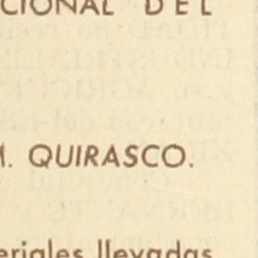 CIONAL DEL
M. QUIRASCO.
eriales llevadas